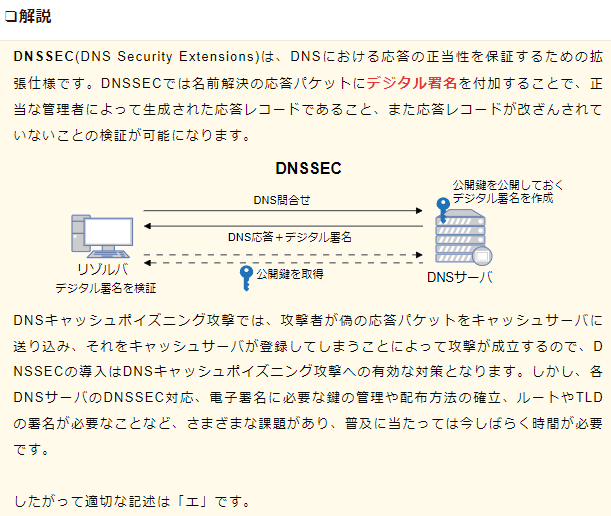 ❏解説
DNSSEC(DNS Security Extensions)は、DNSにおける応答の正当性を保証するための拡
張仕様です。DNSSECでは名前解決の応答パケットにデジタル署名を付加することで、正
当な管理者によって生成された応答レコードであること、また応答レコードが改ざんされて
いないことの検証が可能になります。
DNSSEC
公開鍵を公開しておく
デジタル署名を作成
DNS問合せ
DNS応答＋デジタル署名
公開鍵を取得
リゾルバ
デジタル署名を検証
DNSサーバ
DNSキャッシュポイズニング攻撃では、攻撃者が偽の応答パケットをキャッシュサーバに
送り込み、それをキャッシュサーバが登録してしまうことによって攻撃が成立するので、D
NSSECの導入はDNSキャッシュポイズニング攻撃への有効な対策となります。しかし、各
DNSサーバのDNSSEC対応、電子署名に必要な鍵の管理や配布方法の確立、ルートやTLD
の署名が必要なことなど、さまざまな課題があり、普及に当たっては今しばらく時間が必要
です。
したがって適切な記述は「エ」です。